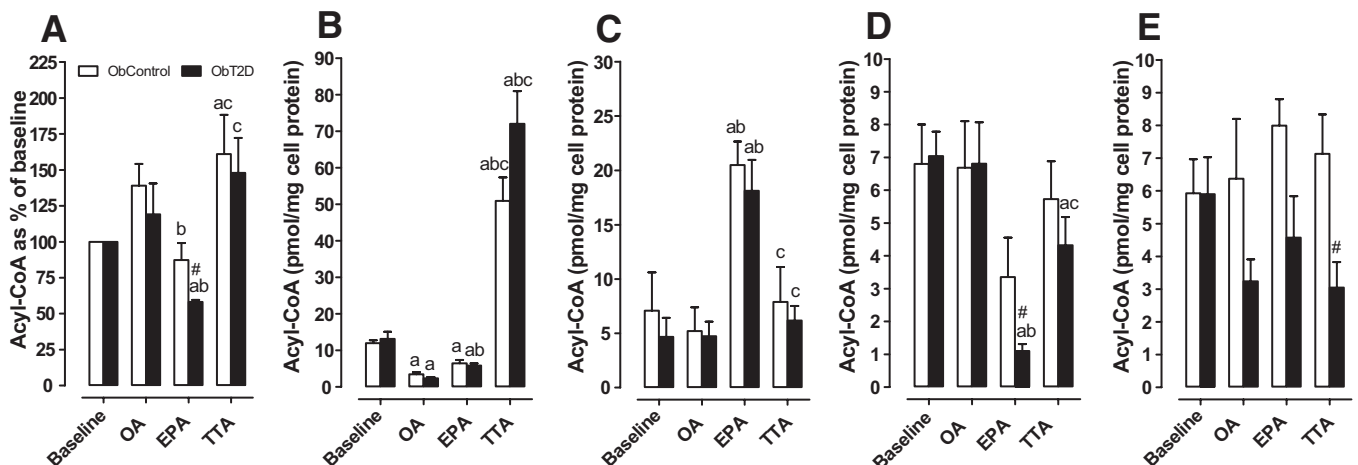 A
Acyl-CoA as % of baseline
225
200
175
150
125
100
75
50
25
0
ObControl ObT2D
b
#
ab
ac
c
Baseline OA EPA TTA
B
Acyl-CoA (pmol/mg cell protein)
90
80
70
60
50
40
30
20
10
0
a a
a ab
abc
abc
Baseline OA EPA TTA
C
Acyl-CoA (pmol/mg cell protein)
30
25
20
15
10
5
0
ab
ab
c
c
Baseline OA EPA TTA
D
Acyl-CoA (pmol/mg cell protein)
10
9
8
7
6
5
4
3
2
1
0
#
ab
ac
Baseline OA EPA TTA
E
Acyl-CoA (pmol/mg cell protein)
10
9
8
7
6
5
4
3
2
1
0
#
Baseline OA EPA TTA